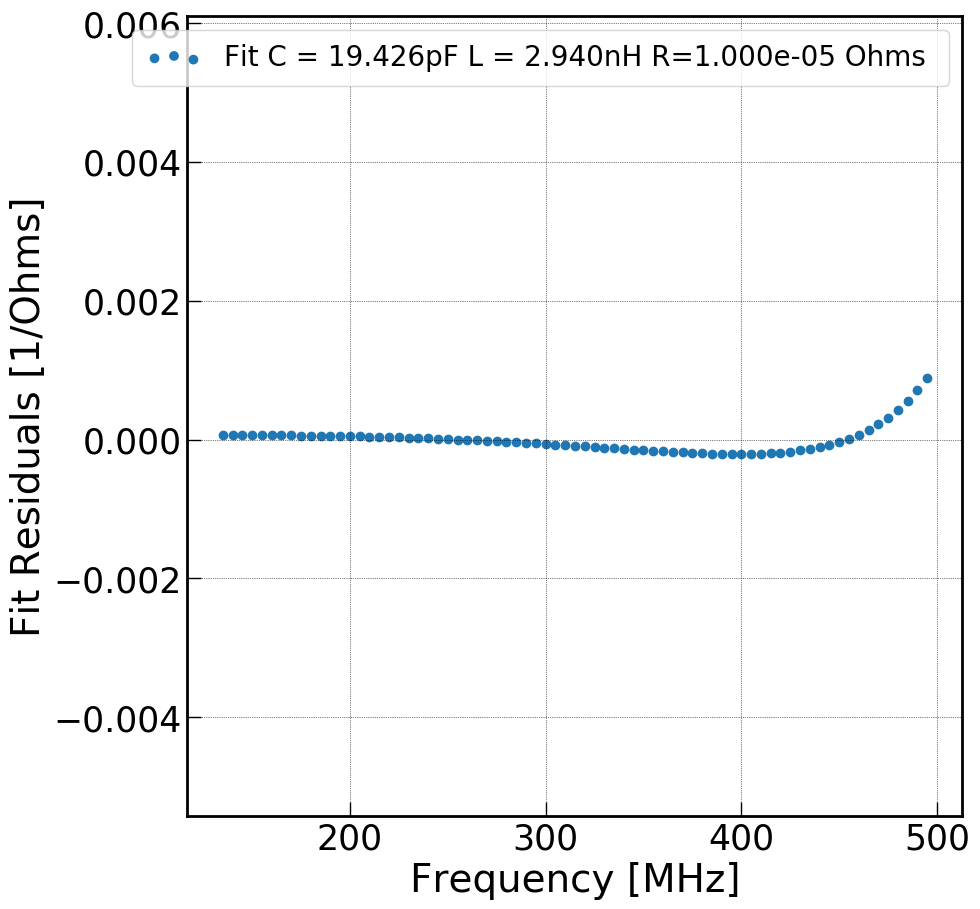 0.006
Fit C = 19.426pF L = 2.940nH R=1.000e-05 Ohms
0.004
0.002
0.000
−0.002
−0.004
Fit Residuals [1/Ohms]
200 300 400 500
Frequency [MHz]